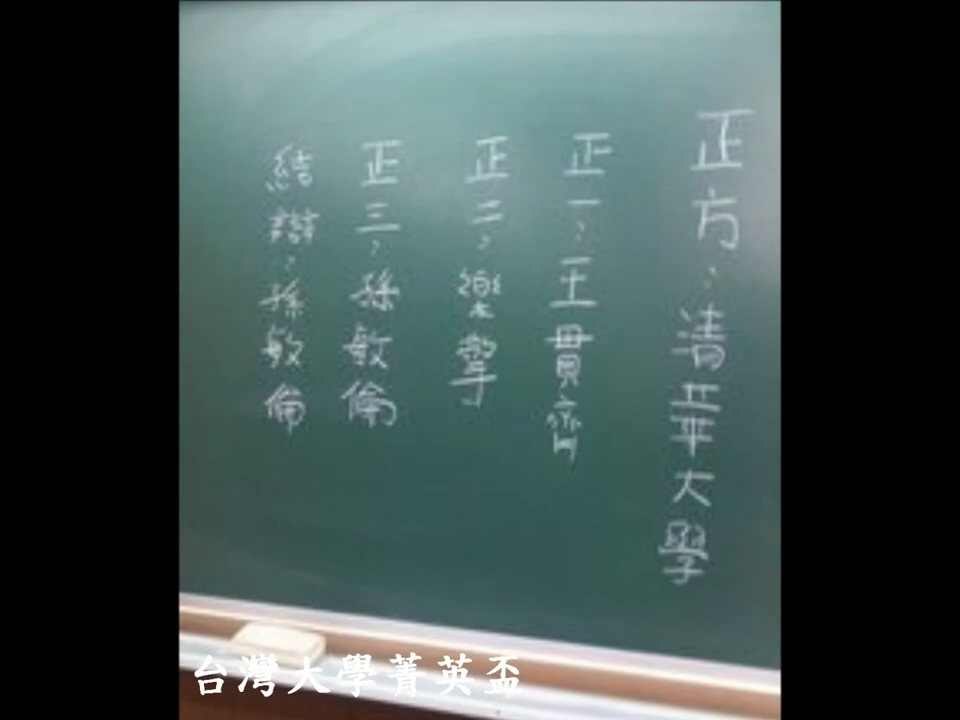 正方：清華大學
正一：王貫齊
正二：樂掣
正三：孫敏倫
結辯：孫敏倫
台灣大學菁英盃